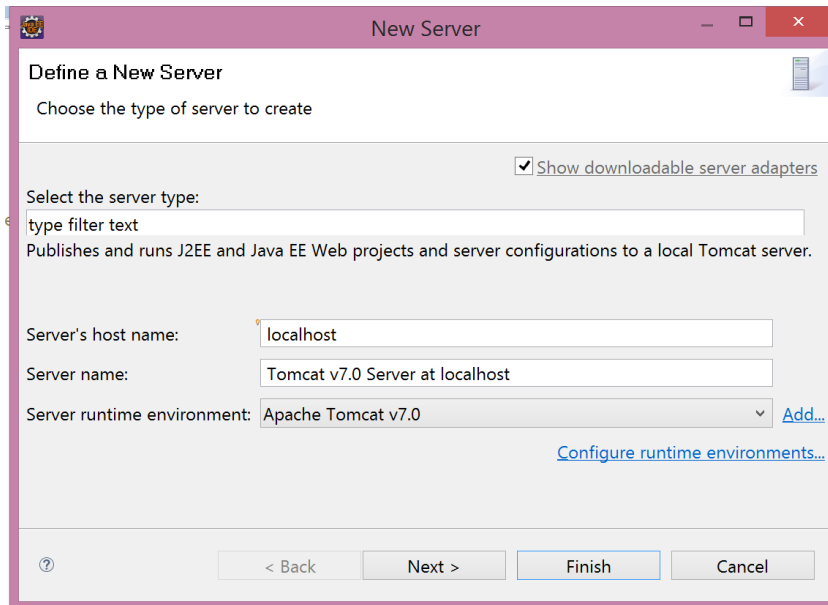 New Server
Define a New Server
Choose the type of server to create
Show downloadable server adapters
Select the server type:
type filter text
Publishes and runs J2EE and Java EE Web projects and server configurations to a local Tomcat server.
Server's host name: localhost
Server name: Tomcat v7.0 Server at localhost
Server runtime environment: Apache Tomcat v7.0 Add...
Configure runtime environments...
< Back Next > Finish Cancel